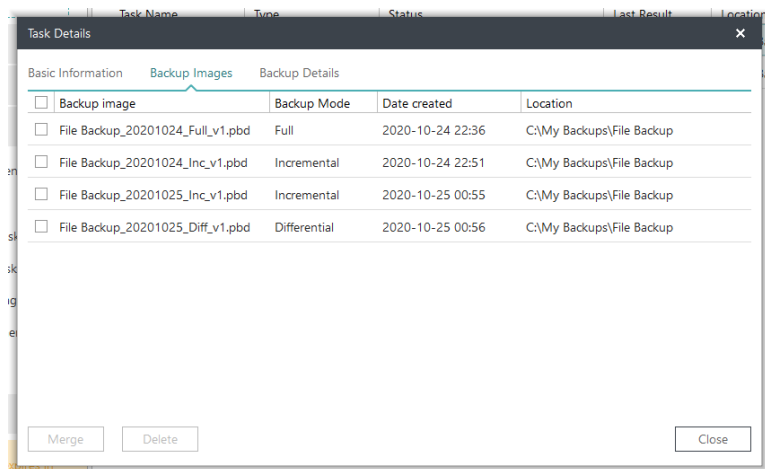 Task Name Type Status Last Result Location
Task Details
Basic Information Backup Images Backup Details
Backup image Backup Mode Date created Location
File Backup_20201024_Full_v1.pbd Full 2020-10-24 22:36 C:\My Backups\File Backup
File Backup_20201024_Inc_v1.pbd Incremental 2020-10-24 22:51 C:\My Backups\File Backup
File Backup_20201025_Inc_v1.pbd Incremental 2020-10-25 00:55 C:\My Backups\File Backup
File Backup_20201025_Diff_v1.pbd Differential 2020-10-25 00:56 C:\My Backups\File Backup
Merge Delete Close